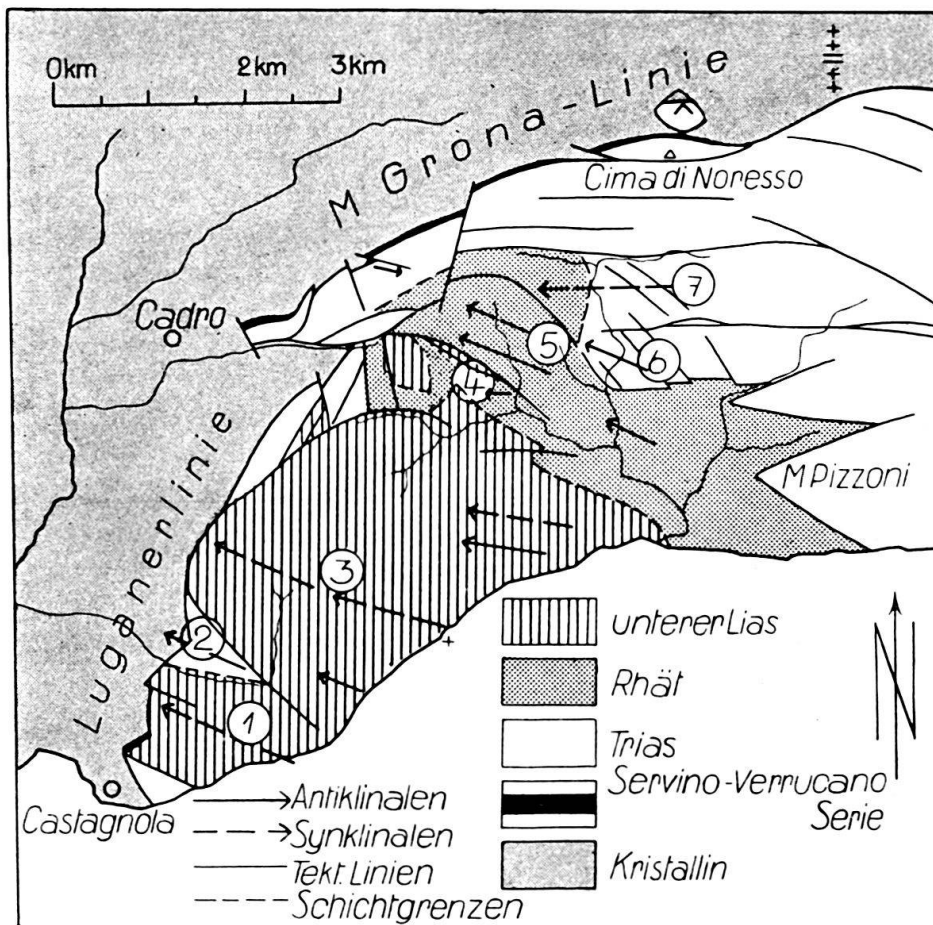 0km 2km 3km
M Grona-Linie
Cima di Noresso
Cadro
7
5
6
4
M Pizzoni
Luganerlinie
3
2
1
Castagnola
unterer Lias
Rhät
Trias
Servino-Verrucano
Serie
Kristallin
Antiklinalen
Synklinalen
Tekt. Linien
Schichtgrenzen
N